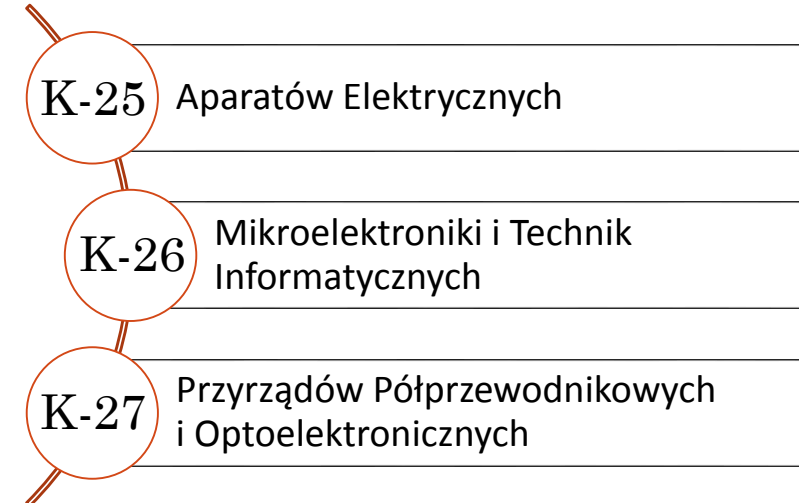 K-25 Aparatów Elektrycznych
K-26 Mikroelektroniki i Technik
Informatycznych
K-27 Przyrządów Półprzewodnikowych
i Optoelektronicznych